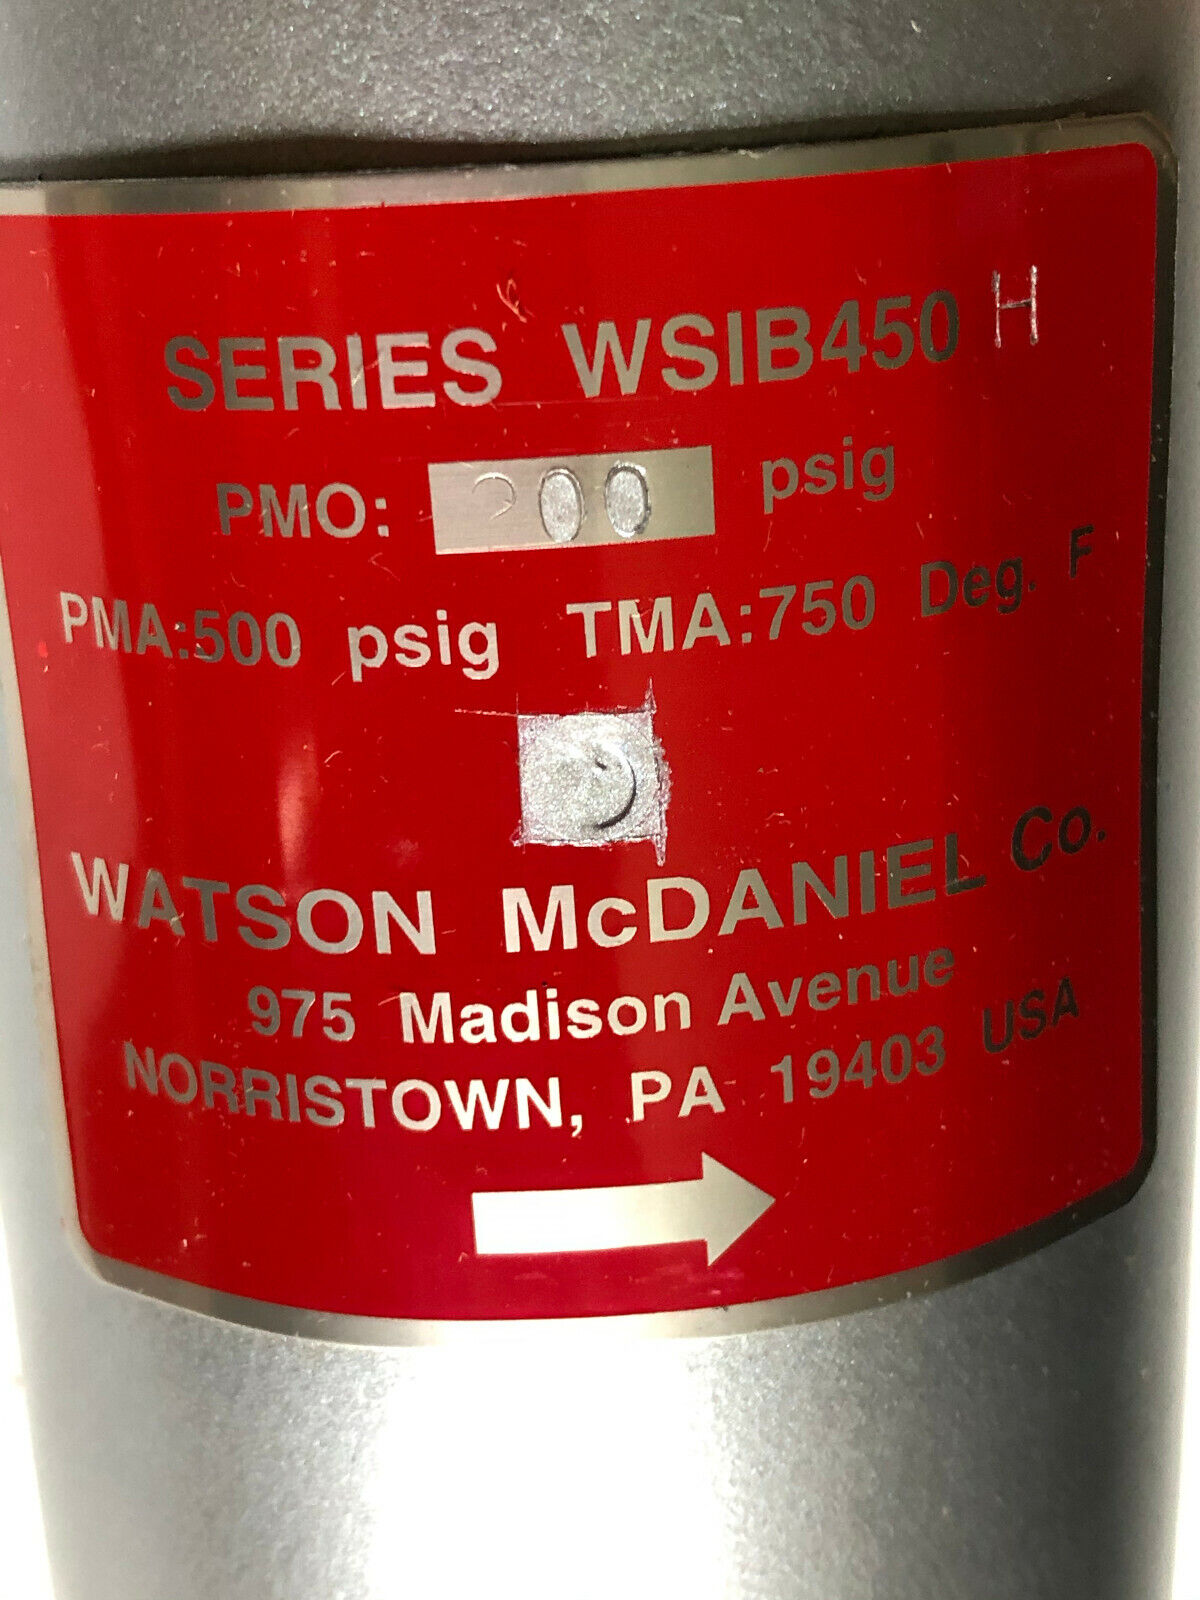 SERIES WSIB450 H
PMO: 200 psig
PMA:500 psig TMA:750 Deg. F
WATSON McDANIEL Co.
975 Madison Avenue
NORRISTOWN, PA 19403 USA